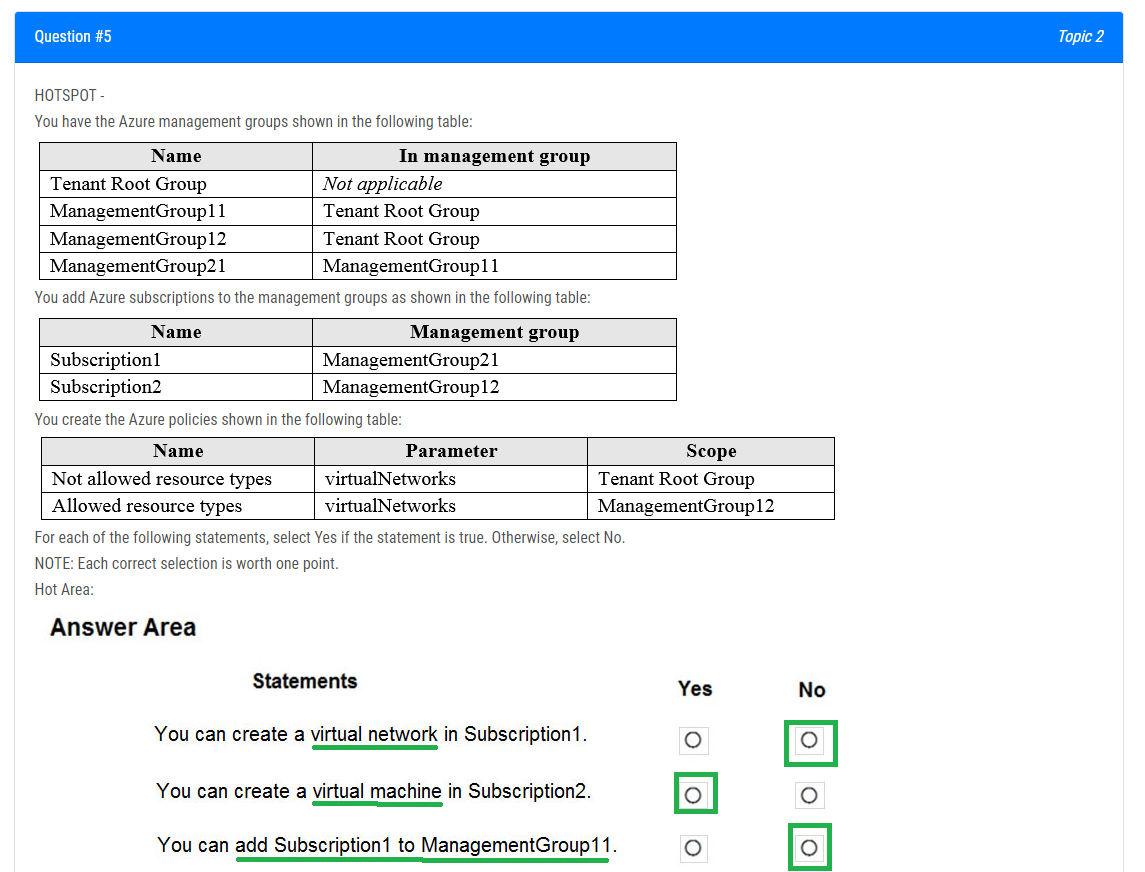 Question #5 Topic 2
HOTSPOT -
You have the Azure management groups shown in the following table:
Name In management group
Tenant Root Group Not applicable
ManagementGroup11 Tenant Root Group
ManagementGroup12 Tenant Root Group
ManagementGroup21 ManagementGroup11
You add Azure subscriptions to the management groups as shown in the following table:
Name Management group
Subscription1 ManagementGroup21
Subscription2 ManagementGroup12
You create the Azure policies shown in the following table:
Name Parameter Scope
Not allowed resource types virtualNetworks Tenant Root Group
Allowed resource types virtualNetworks ManagementGroup12
For each of the following statements, select Yes if the statement is true. Otherwise, select No.
NOTE: Each correct selection is worth one point.
Hot Area:
Answer Area
Statements Yes No
You can create a virtual network in Subscription1.
You can create a virtual machine in Subscription2.
You can add Subscription1 to ManagementGroup11.